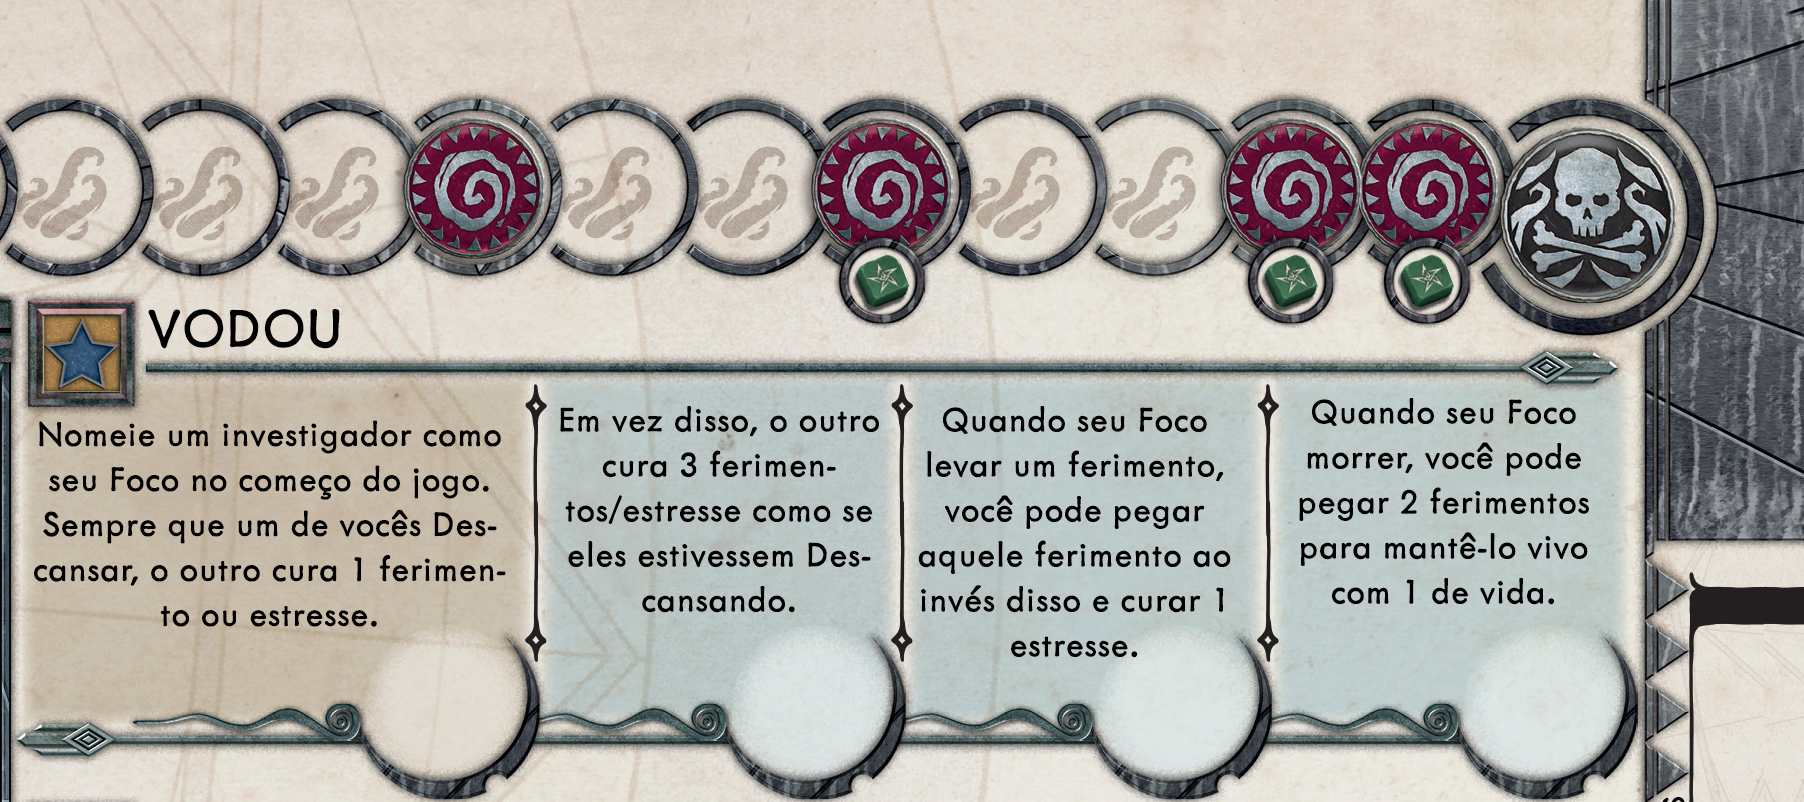 VODOU
Nomeie um investigador como
seu Foco no começo do jogo.
Sempre que um de vocês Des-
cansar, o outro cura 1 ferimen-
to ou estresse.
Em vez disso, o outro
cura 3 ferimen-
tos/estresse como se
eles estivessem Des-
cansando.
Quando seu Foco
levar um ferimento,
você pode pegar
aquele ferimento ao
invés disso e curar 1
estresse.
Quando seu Foco
morrer, você pode
pegar 2 ferimentos
para mantê-lo vivo
com 1 de vida.